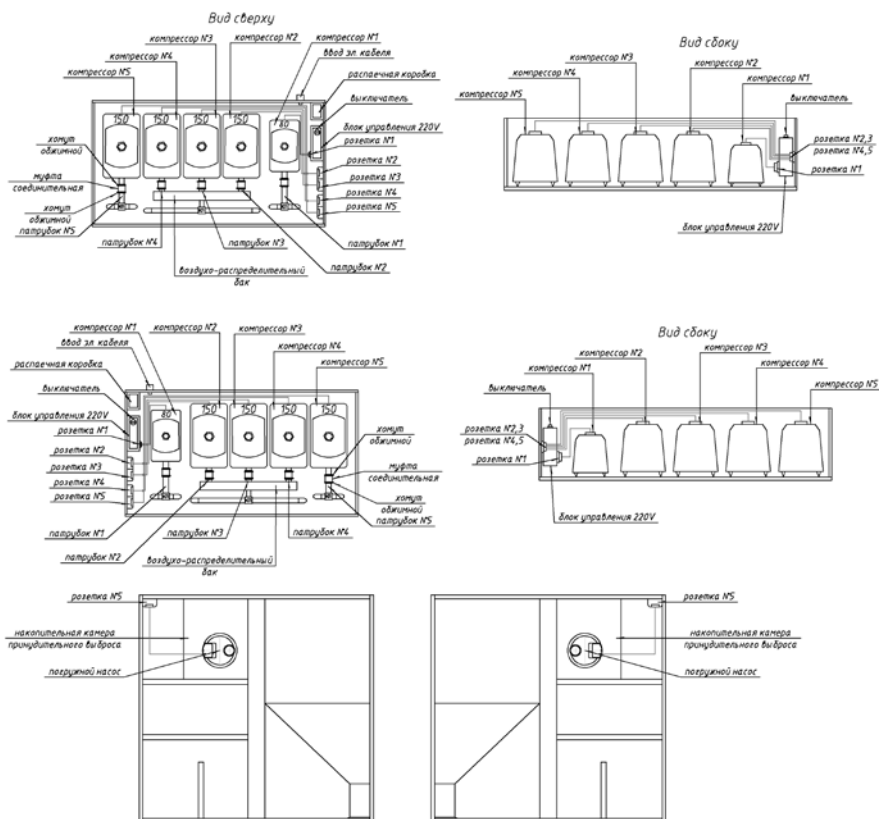 Вид сверху
компрессор №3
компрессор №2
компрессор №1
компрессор №4
ввод эл. кабеля
компрессор №5
распаечная коробка
выключатель
150
150
150
150
80
хомут
обжимной
блок управления 220V
розетка №1
муфта
соединительная
розетка №2
розетка №3
хомут
обжимной
розетка №4
патрубок №5
розетка №5
патрубок №4
патрубок №3
патрубок №1
патрубок №2
воздухо-распределительный
бак
Вид сбоку
компрессор №3
компрессор №2
компрессор №4
компрессор №1
компрессор №5
выключатель
розетка №2,3
розетка №4,5
розетка №1
блок управления 220V
компрессор №1
компрессор №2
компрессор №3
ввод эл. кабеля
компрессор №4
распаечная коробка
компрессор №5
выключатель
80
150
150
150
150
блок управления 220V
розетка №1
хомут
обжимной
розетка №2
розетка №3
муфта
соединительная
розетка №4
розетка №5
хомут
обжимной
патрубок №5
патрубок №1
патрубок №3
патрубок №4
патрубок №2
воздухо-распределительный
бак
Вид сбоку
компрессор №3
компрессор №2
компрессор №4
компрессор №1
компрессор №5
выключатель
розетка №2,3
розетка №4,5
розетка №1
блок управления 220V
розетка №5
накопительная камера
принудительного выброса
погружной насос
розетка №5
накопительная камера
принудительного выброса
погружной насос